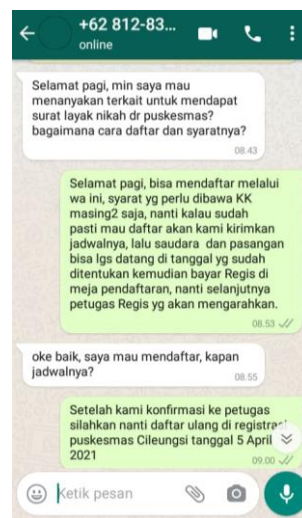 +62 812-83...
online
Selamat pagi, min saya mau
menanyakan terkait untuk mendapat
surat layak nikah dr puskesmas?
bagaimana cara daftar dan syaratnya?
08.43
Selamat pagi, bisa mendaftar melalui
wa ini, syarat yg perlu dibawa KK
masing2 saja, nanti kalau sudah
pasti mau daftar akan kami kirimkan
jadwalnya, lalu saudara dan pasangan
bisa lgs datang di tanggal yg sudah
ditentukan kemudian bayar Regis di
meja pendaftaran, nanti selanjutnya
petugas Regis yg akan mengarahkan.
08.53
oke baik, saya mau mendaftar, kapan
jadwalnya?
08.55
Setelah kami konfirmasi ke petugas
silahkan nanti daftar ulang di registrasi
puskesmas Cileungsi tanggal 5 April
2021
09.00
Ketik pesan